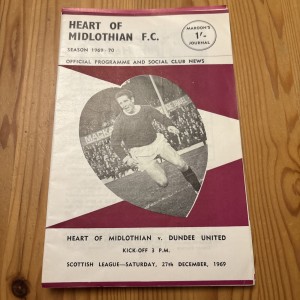 HEART OF
MIDLOTHIAN F.C.
SEASON 1969-70
MAROON'S
1/-
JOURNAL
OFFICIAL PROGRAMME AND SOCIAL CLUB NEWS
HEART OF MIDLOTHIAN v. DUNDEE UNITED
KICK-OFF 3 P.M.
SCOTTISH LEAGUE—SATURDAY, 27th DECEMBER, 1969